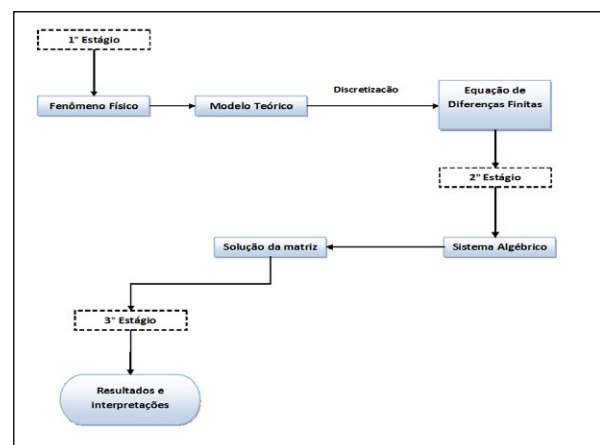 1° Estágio
Fenômeno Físico
Modelo Teórico
Discretizacão
Equação de
Diferenças Finitas
2° Estágio
Solução da matriz
Sistema Algébrico
3° Estágio
Resultados e
interpretações